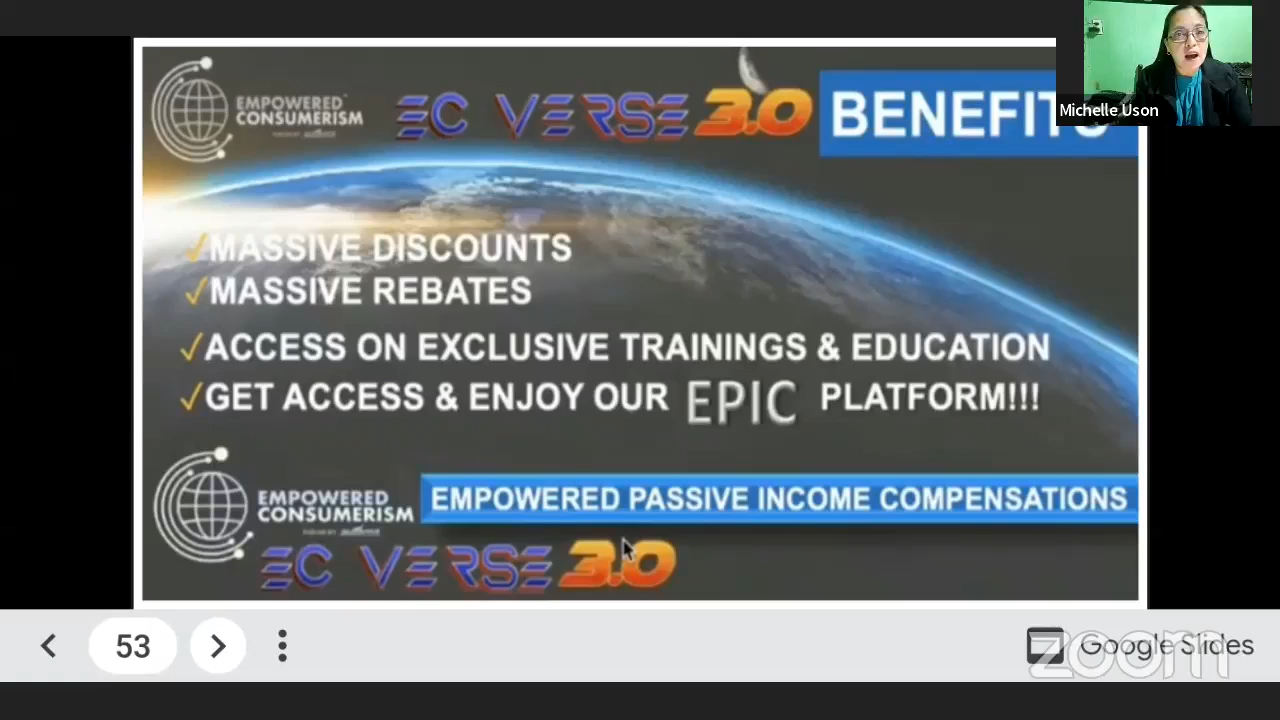 EMPOWERED™
CONSUMERISM
EC VERSE 3.0
BENEFITS
Michelle Uson
✓MASSIVE DISCOUNTS
✓MASSIVE REBATES
✓ACCESS ON EXCLUSIVE TRAININGS & EDUCATION
✓GET ACCESS & ENJOY OUR EPIC PLATFORM!!!
EMPOWERED
CONSUMERISM
EMPOWERED PASSIVE INCOME COMPENSATIONS
EC VERSE 3.0
53
Google Slides
zoom